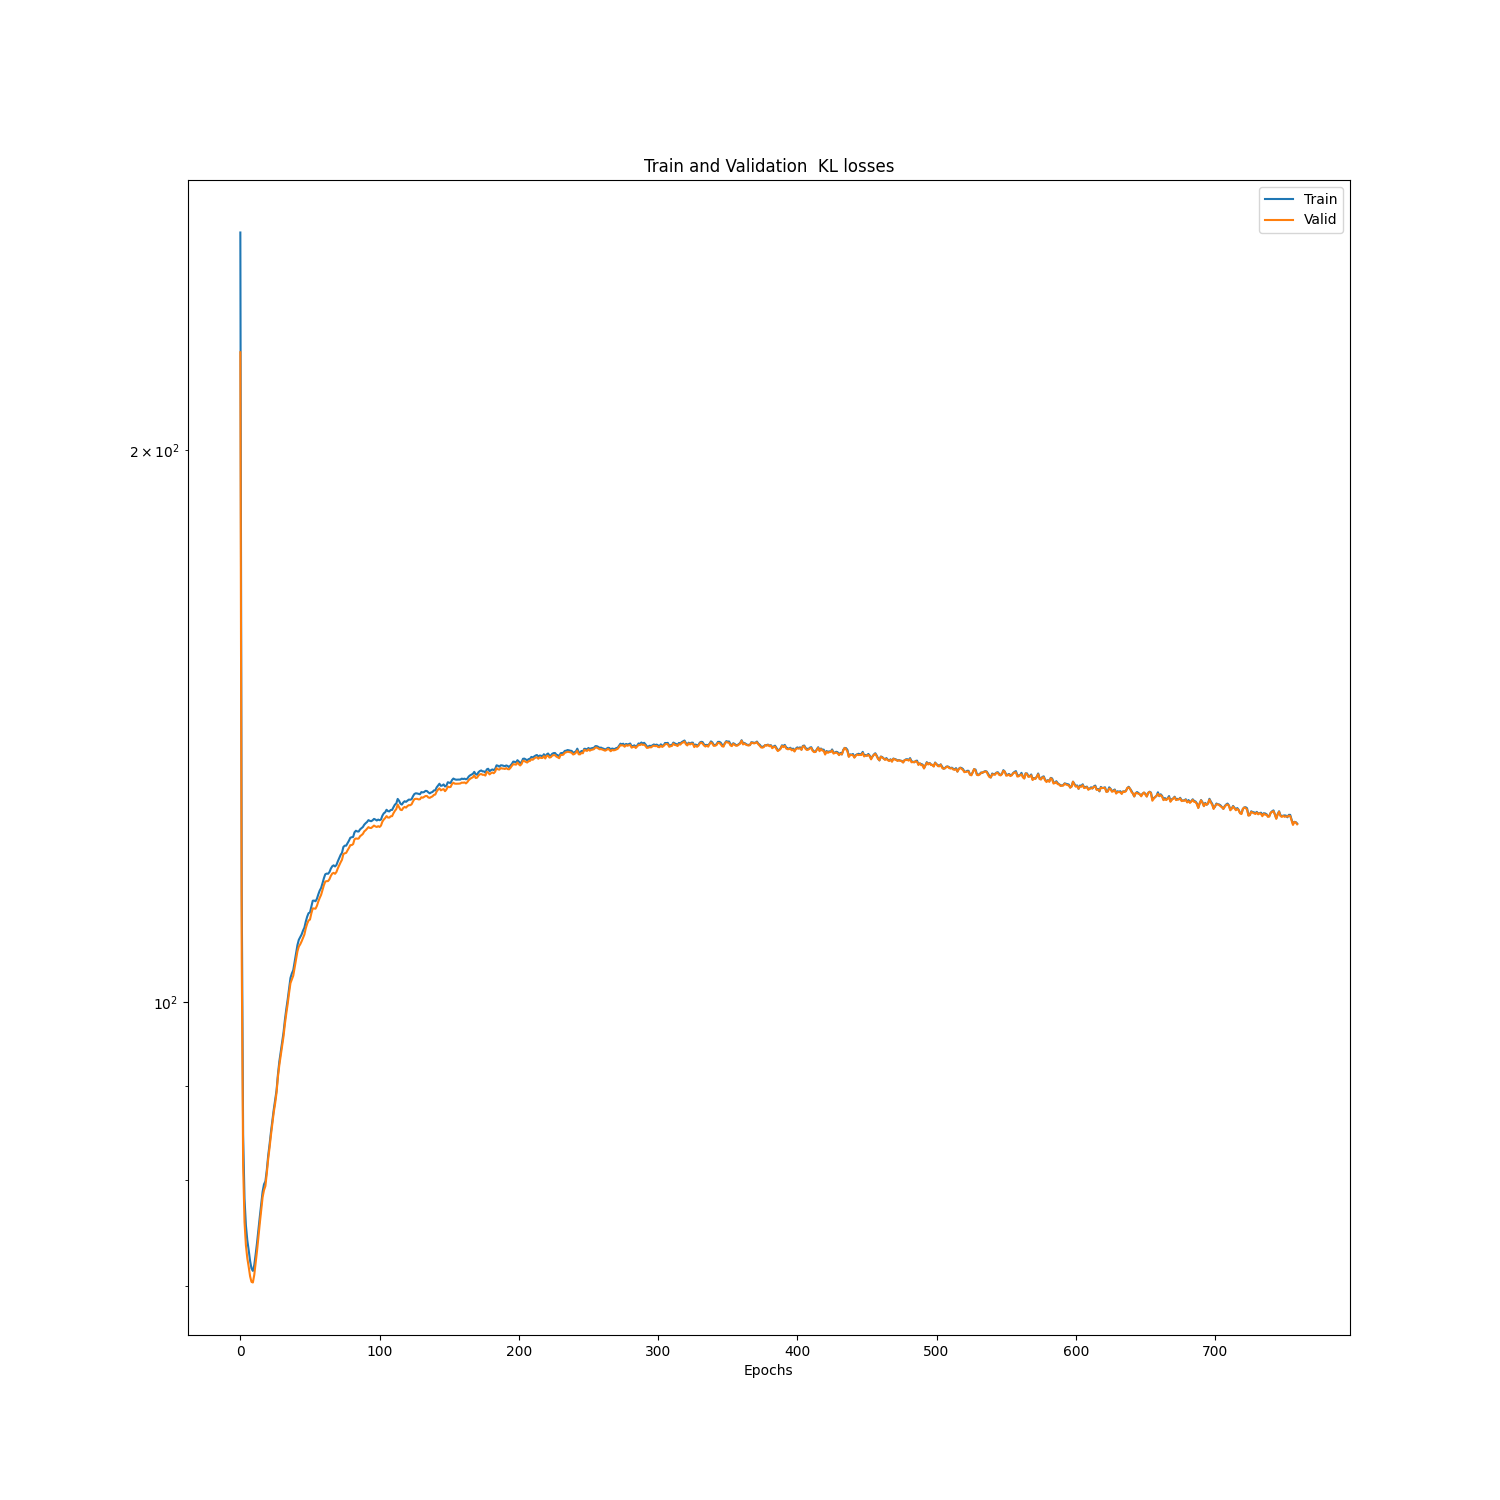 Train and Validation  KL losses
Train
Valid
2 × 10²
10²
0 100 200 300 400 500 600 700
Epochs